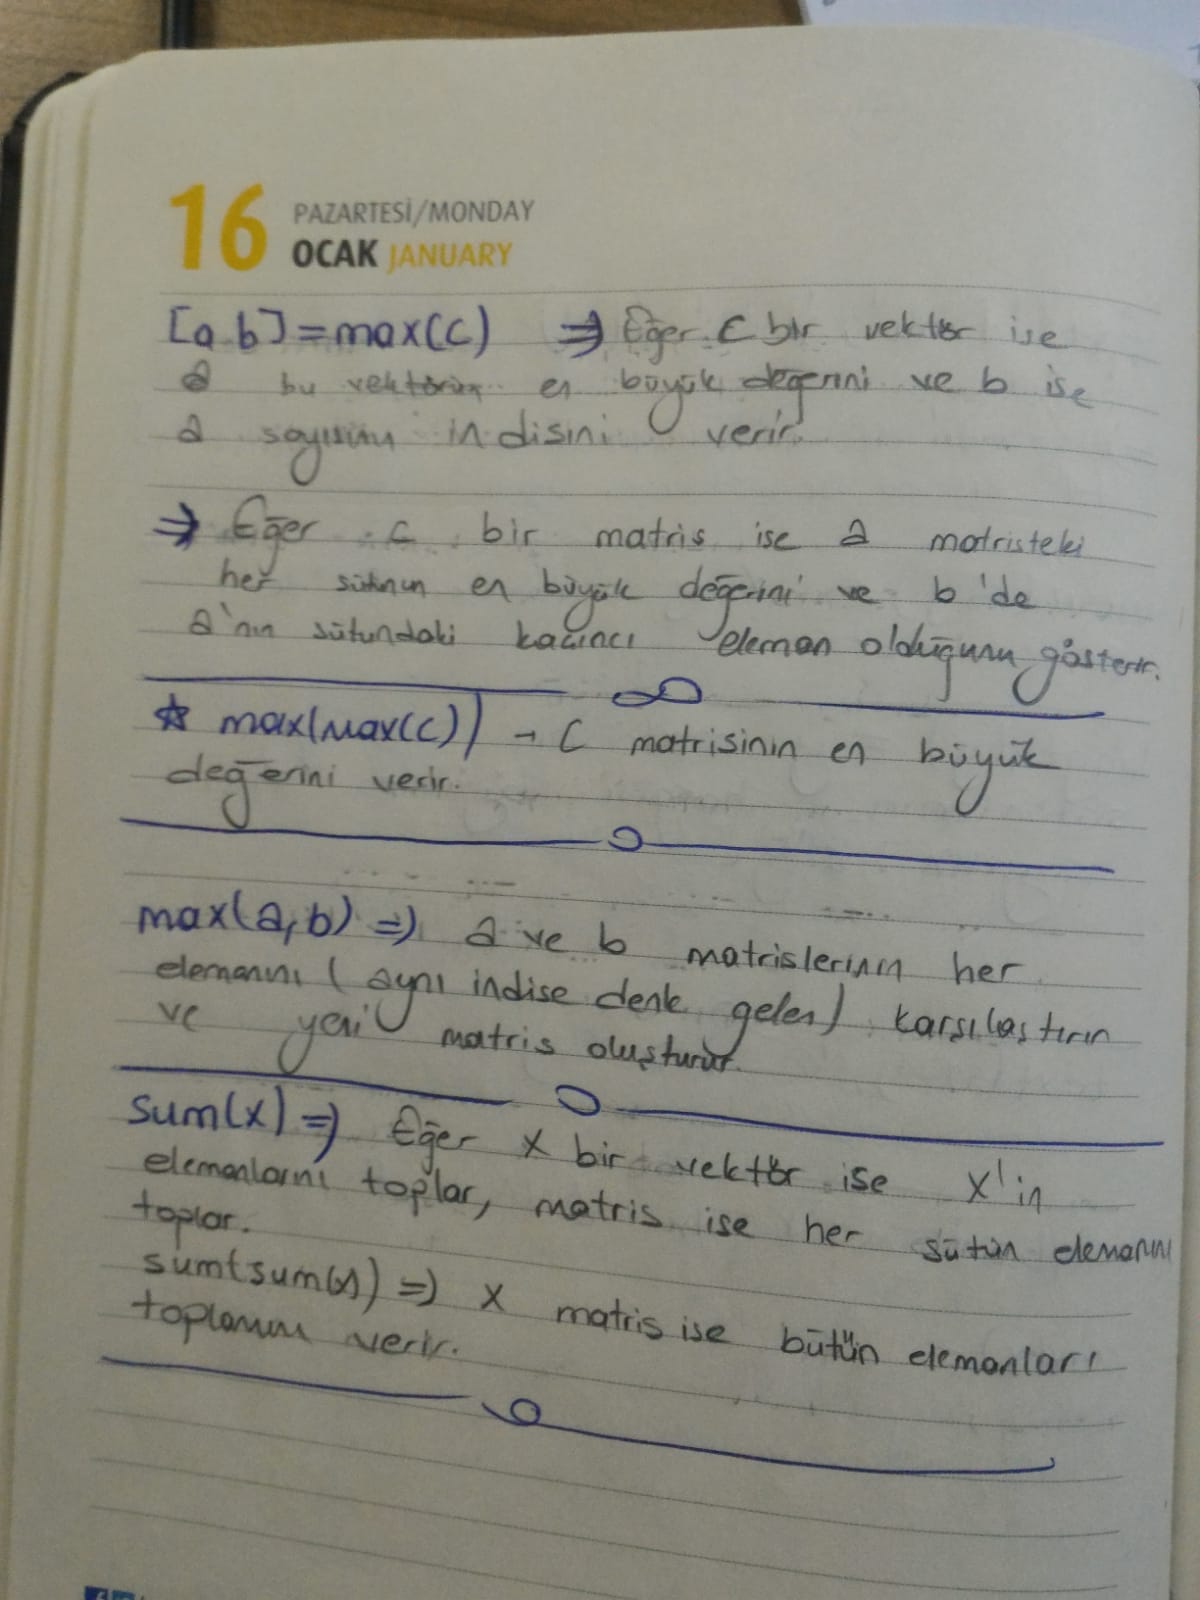 16 PAZARTESİ/MONDAY
OCAK JANUARY
[a b]=max(c) ⇒ Eğer C bir vektör ise
a bu vektörün en büyük değerini ve b ise
a sayısını indisini verir.
⇒ Eğer c bir matris ise a matristeki
her sütunun en büyük değerini ve b'de
a'nın sütundaki kaçıncı eleman olduğunu gösterir.
☆ max(max(c)) → C matrisinin en büyük
değerini verir.
max(a,b) ⇒ a ve b matrislerinin her
elemanını (aynı indise denk gelen) karşılaştırır
ve yeni matris oluşturur.
sum(x) ⇒ Eğer x bir vektör ise x'in
elemanlarını toplar, matris ise her sütün elemanını
toplar.
sum(sum(x)) ⇒ x matris ise bütün elemanları
toplamını verir.